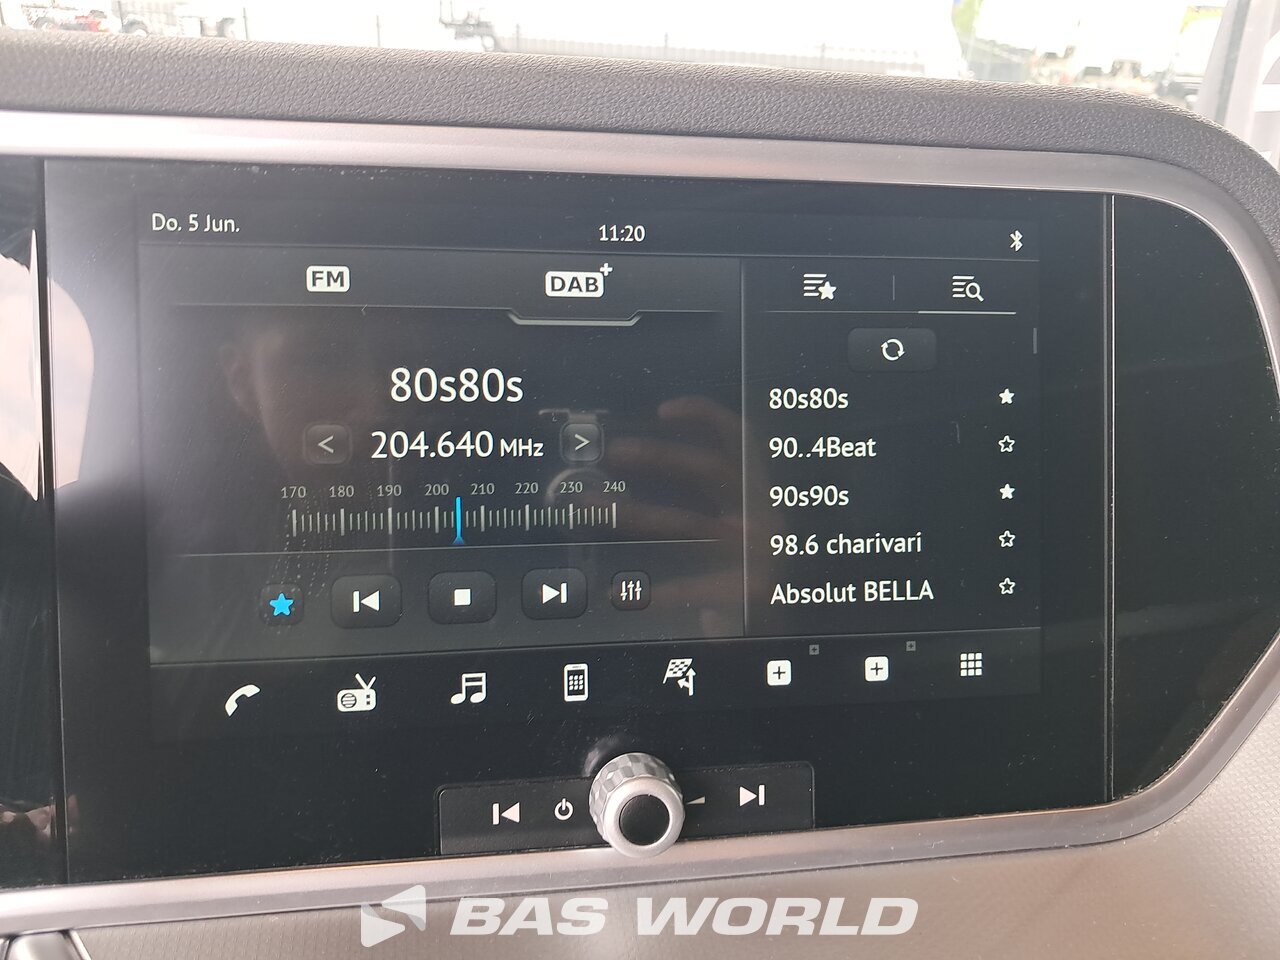 Do. 5 Jun.
11:20
FM
DAB+
80s80s
< 204.640 MHz >
170 180 190 200 210 220 230 240
80s80s
90..4Beat
90s90s
98.6 charivari
Absolut BELLA
BAS WORLD